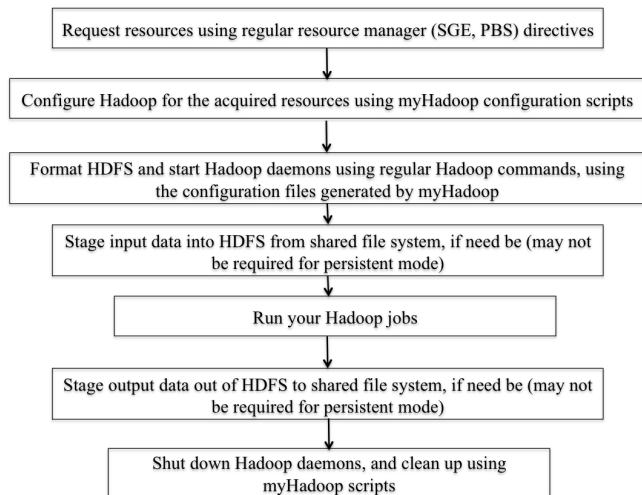 Request resources using regular resource manager (SGE, PBS) directives
Configure Hadoop for the acquired resources using myHadoop configuration scripts
Format HDFS and start Hadoop daemons using regular Hadoop commands, using
the configuration files generated by myHadoop
Stage input data into HDFS from shared file system, if need be (may not
be required for persistent mode)
Run your Hadoop jobs
Stage output data out of HDFS to shared file system, if need be (may not
be required for persistent mode)
Shut down Hadoop daemons, and clean up using
myHadoop scripts